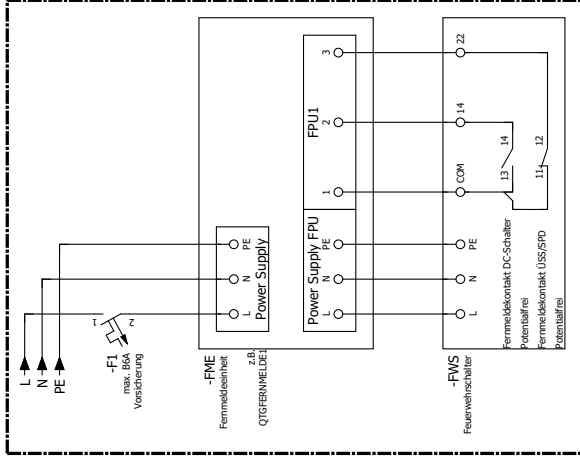 L
N
PE
-F1
max. B6A
Vorsicherung
1
2
-FME
Fernmeldeeinheit
z.B.
QTGFERNMELDE1
L
N
PE
Power Supply
Power Supply FPU
FPU1
L
N
PE
1
2
3
-FWS
Feuerwehrschalter
L
N
PE
COM
14
22
Fernmeldekontakt DC-Schalter
Potentialfrei
13
14
Fernmeldekontakt ÜSS/SPD
Potentialfrei
11
12